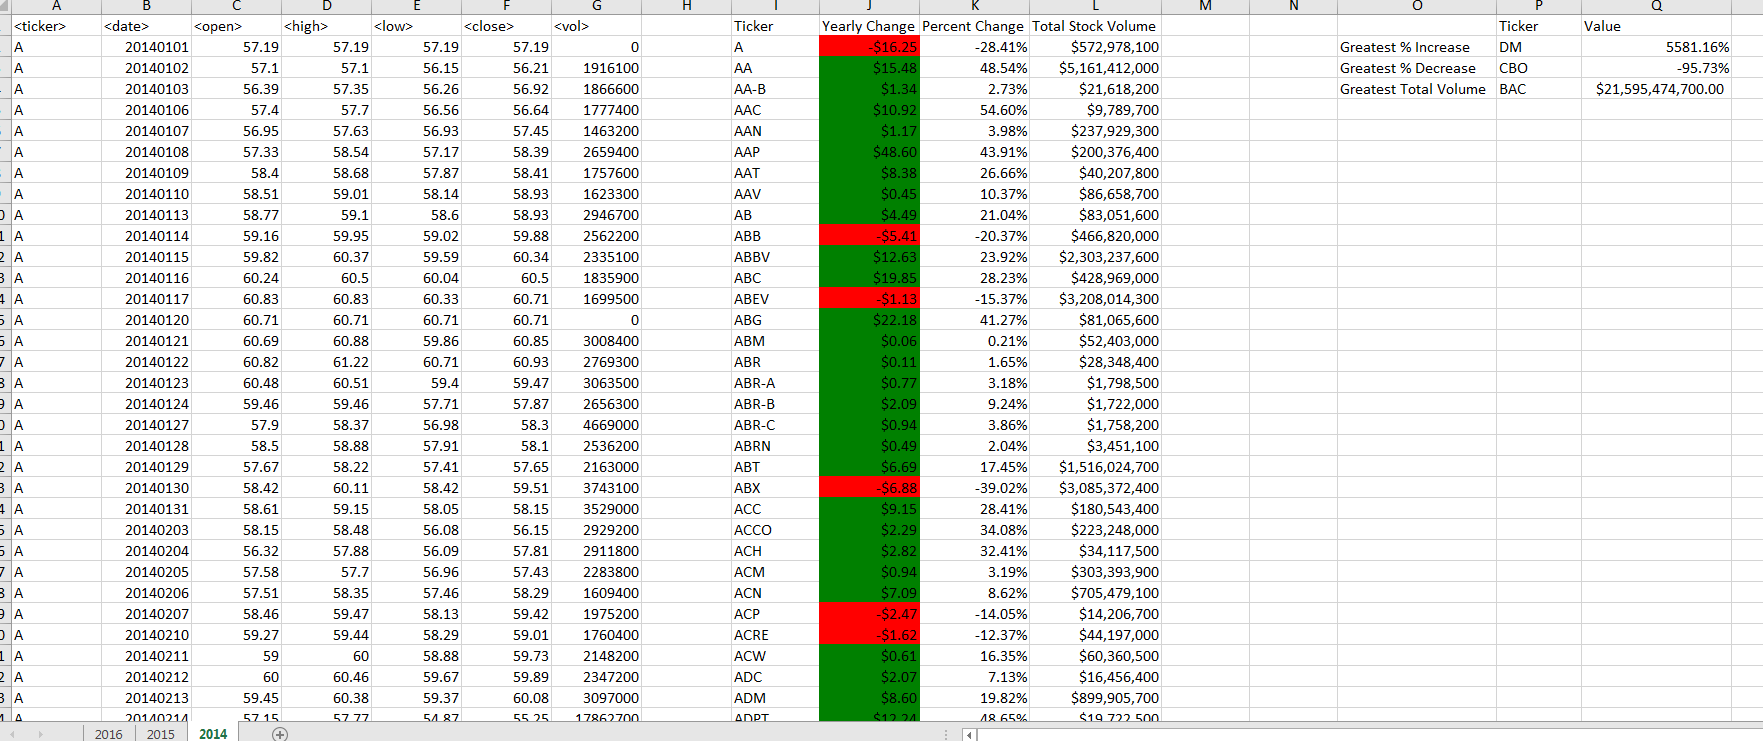 A B C D E F G H I J K L M N O P Q
<ticker> <date> <open> <high> <low> <close> <vol> Ticker Yearly Change Percent Change Total Stock Volume Ticker Value
A 20140101 57.19 57.19 57.19 57.19 0 A -$16.25 -28.41% $572,978,100 Greatest % Increase DM 5581.16%
A 20140102 57.1 57.1 56.15 56.21 1916100 AA $15.48 48.54% $5,161,412,000 Greatest % Decrease CBO -95.73%
A 20140103 56.39 57.35 56.26 56.92 1866600 AA-B $1.34 2.73% $21,618,200 Greatest Total Volume BAC $21,595,474,700.00
A 20140106 57.4 57.7 56.56 56.64 1777400 AAC $10.92 54.60% $9,789,700
A 20140107 56.95 57.63 56.93 57.45 1463200 AAN $1.17 3.98% $237,929,300
A 20140108 57.33 58.54 57.17 58.39 2659400 AAP $48.60 43.91% $200,376,400
A 20140109 58.4 58.68 57.87 58.41 1757600 AAT $8.38 26.66% $40,207,800
A 20140110 58.51 59.01 58.14 58.93 1623300 AAV $0.45 10.37% $86,658,700
A 20140113 58.77 59.1 58.6 58.93 2946700 AB $4.49 21.04% $83,051,600
A 20140114 59.16 59.95 59.02 59.88 2562200 ABB -$5.41 -20.37% $466,820,000
A 20140115 59.82 60.37 59.59 60.34 2335100 ABBV $12.63 23.92% $2,303,237,600
A 20140116 60.24 60.5 60.04 60.5 1835900 ABC $19.85 28.23% $428,969,000
A 20140117 60.83 60.83 60.33 60.71 1699500 ABEV -$1.13 -15.37% $3,208,014,300
A 20140120 60.71 60.71 60.71 60.71 0 ABG $22.18 41.27% $81,065,600
A 20140121 60.69 60.88 59.86 60.85 3008400 ABM $0.06 0.21% $52,403,000
A 20140122 60.82 61.22 60.71 60.93 2769300 ABR $0.11 1.65% $28,348,400
A 20140123 60.48 60.51 59.4 59.47 3063500 ABR-A $0.77 3.18% $1,798,500
A 20140124 59.46 59.46 57.71 57.87 2656300 ABR-B $2.09 9.24% $1,722,000
A 20140127 57.9 58.37 56.98 58.3 4669000 ABR-C $0.94 3.86% $1,758,200
A 20140128 58.5 58.88 57.91 58.1 2536200 ABRN $0.49 2.04% $3,451,100
A 20140129 57.67 58.22 57.41 57.65 2163000 ABT $6.69 17.45% $1,516,024,700
A 20140130 58.42 60.11 58.42 59.51 3743100 ABX -$6.88 -39.02% $3,085,372,400
A 20140131 58.61 59.15 58.05 58.15 3529000 ACC $9.15 28.41% $180,543,400
A 20140203 58.15 58.48 56.08 56.15 2929200 ACCO $2.29 34.08% $223,248,000
A 20140204 56.32 57.88 56.09 57.81 2911800 ACH $2.82 32.41% $34,117,500
A 20140205 57.58 57.7 56.96 57.43 2283800 ACM $0.94 3.19% $303,393,900
A 20140206 57.51 58.35 57.46 58.29 1609400 ACN $7.09 8.62% $705,479,100
A 20140207 58.46 59.47 58.13 59.42 1975200 ACP -$2.47 -14.05% $14,206,700
A 20140210 59.27 59.44 58.29 59.01 1760400 ACRE -$1.62 -12.37% $44,197,000
A 20140211 59 60 58.88 59.73 2148200 ACW $0.61 16.35% $60,360,500
A 20140212 60 60.46 59.67 59.89 2347200 ADC $2.07 7.13% $16,456,400
A 20140213 59.45 60.38 59.37 60.08 3097000 ADM $8.60 19.82% $899,905,700
A 20140214 57.15 57.77 54.87 55.25 17862700 ADPT $12.24 48.65% $19,722,500
2016 2015 2014